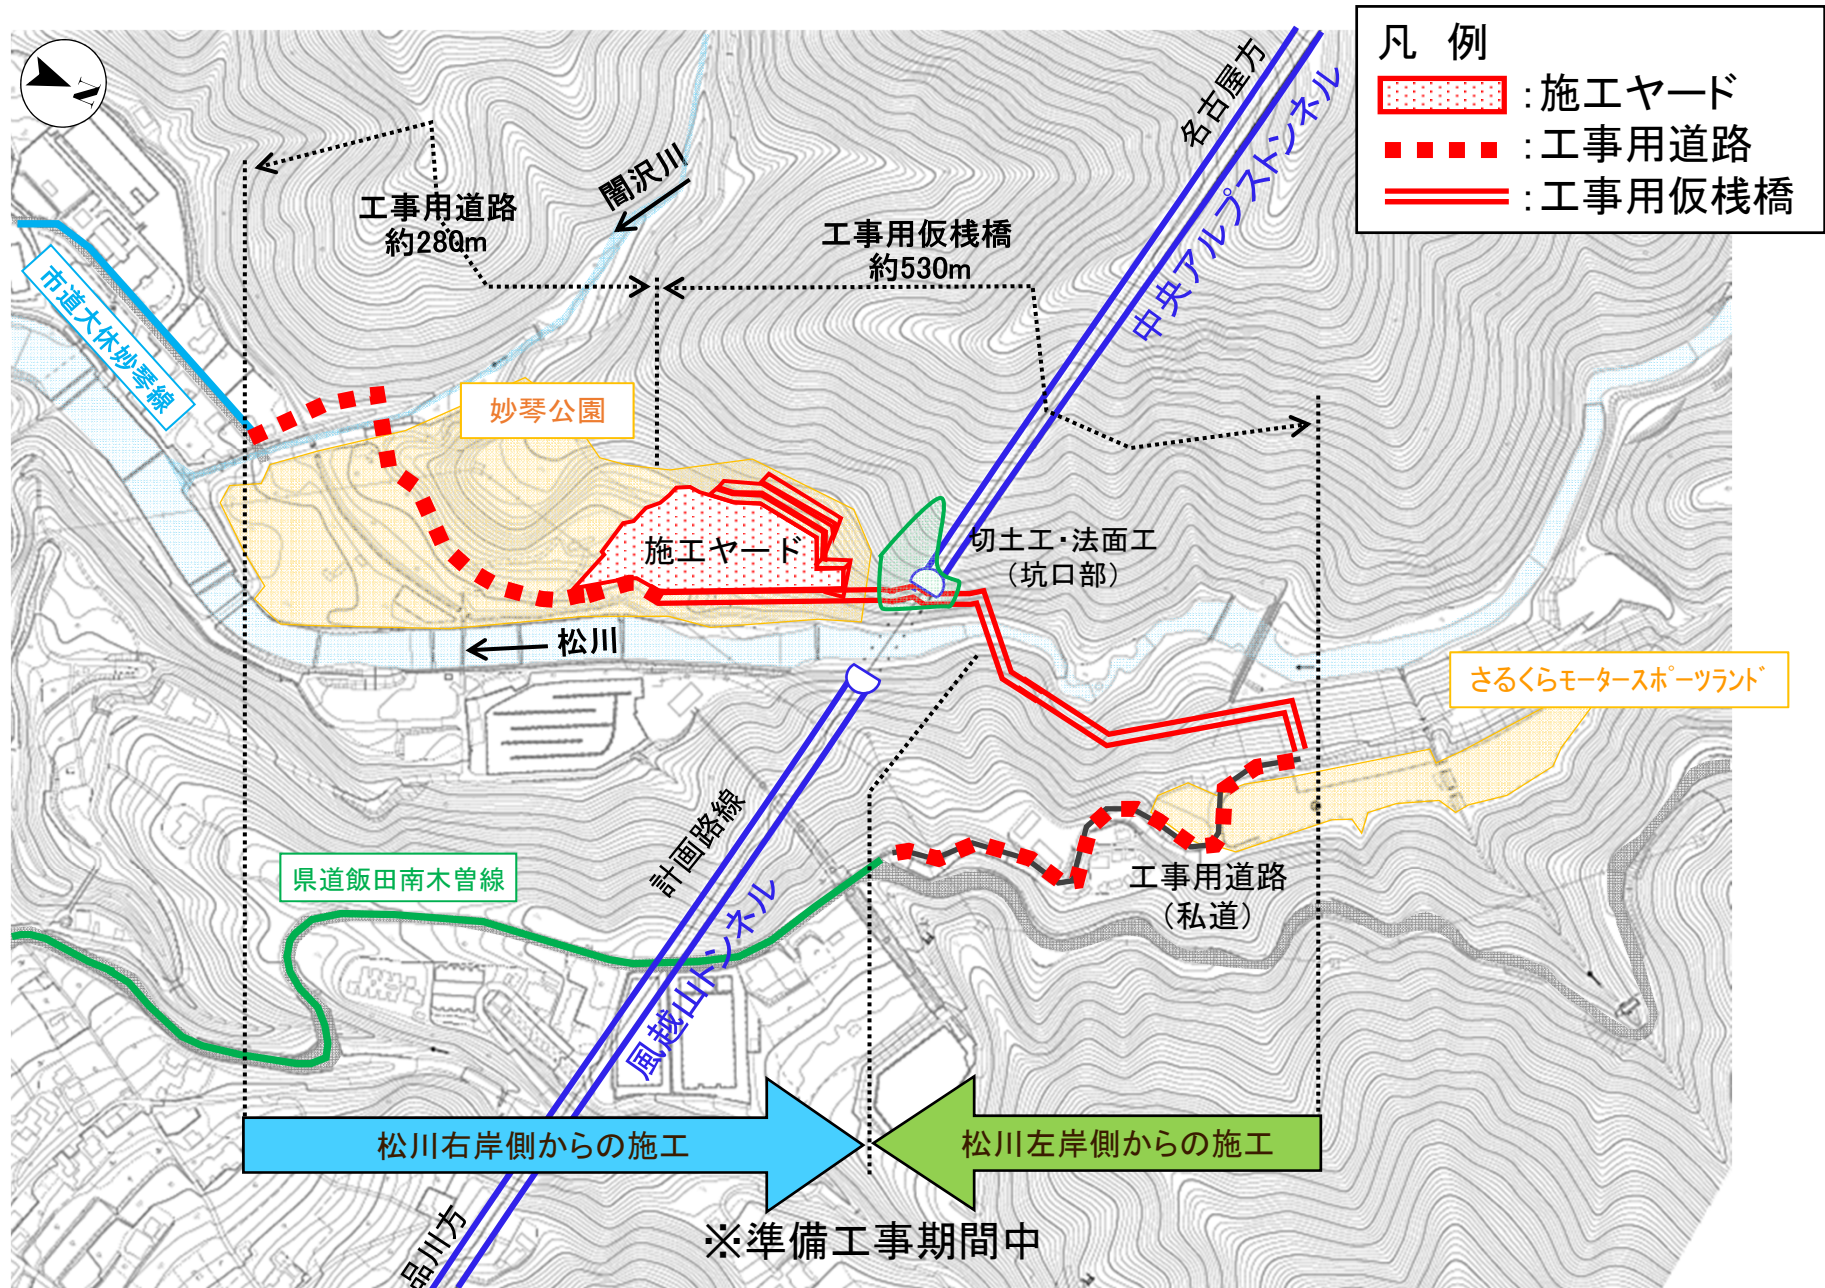 凡 例
：施工ヤード
：工事用道路
：工事用仮桟橋
N
名古屋方
中央アルプストンネル
闇沢川
工事用道路
約280m
工事用仮桟橋
約530m
市道大休妙琴線
妙琴公園
施工ヤード
切土工・法面工
（坑口部）
松川
さるくらモータースポーツランド
計画路線
風越山トンネル
県道飯田南木曽線
工事用道路
（私道）
松川右岸側からの施工
松川左岸側からの施工
※準備工事期間中
品川方